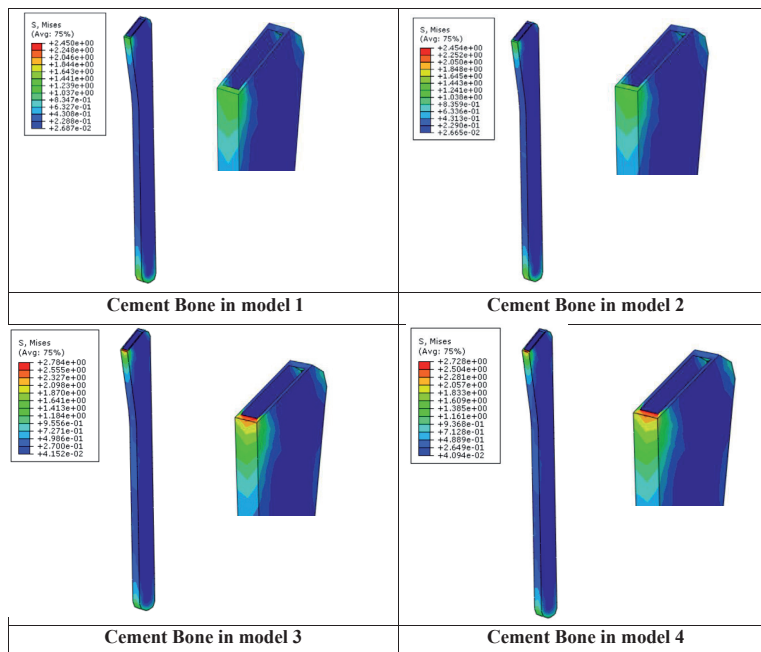 S, Mises
(Avg: 75%)
+2.450e+00
+2.248e+00
+2.046e+00
+1.844e+00
+1.643e+00
+1.441e+00
+1.239e+00
+1.037e+00
+8.347e-01
+6.327e-01
+4.308e-01
+2.288e-01
+2.687e-02
S, Mises
(Avg: 75%)
+2.454e+00
+2.252e+00
+2.050e+00
+1.848e+00
+1.645e+00
+1.443e+00
+1.241e+00
+1.038e+00
+8.359e-01
+6.336e-01
+4.313e-01
+2.290e-01
+2.665e-02
Cement Bone in model 1
Cement Bone in model 2
S, Mises
(Avg: 75%)
+2.784e+00
+2.555e+00
+2.327e+00
+2.098e+00
+1.870e+00
+1.641e+00
+1.413e+00
+1.184e+00
+9.556e-01
+7.271e-01
+4.986e-01
+2.700e-01
+4.152e-02
S, Mises
(Avg: 75%)
+2.728e+00
+2.504e+00
+2.281e+00
+2.057e+00
+1.833e+00
+1.609e+00
+1.385e+00
+1.161e+00
+9.368e-01
+7.128e-01
+4.889e-01
+2.649e-01
+4.094e-02
Cement Bone in model 3
Cement Bone in model 4